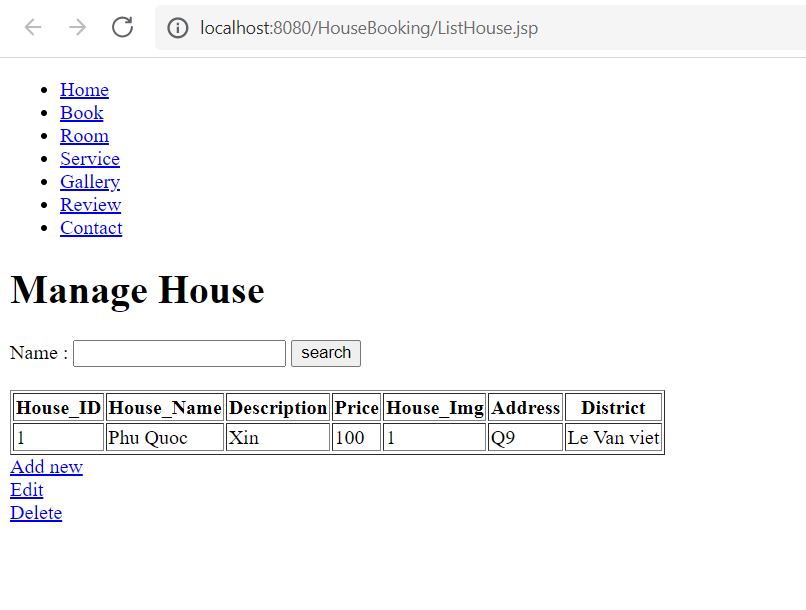 localhost:8080/HouseBooking/ListHouse.jsp
Home
Book
Room
Service
Gallery
Review
Contact
Manage House
Name : search
House_ID House_Name Description Price House_Img Address District
1 Phu Quoc Xin 100 1 Q9 Le Van viet
Add new
Edit
Delete